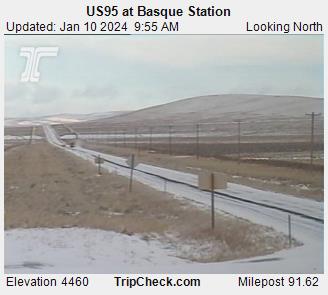 US95 at Basque Station
Updated: Jan 10 2024 9:55 AM Looking North
Elevation 4460 TripCheck.com Milepost 91.62